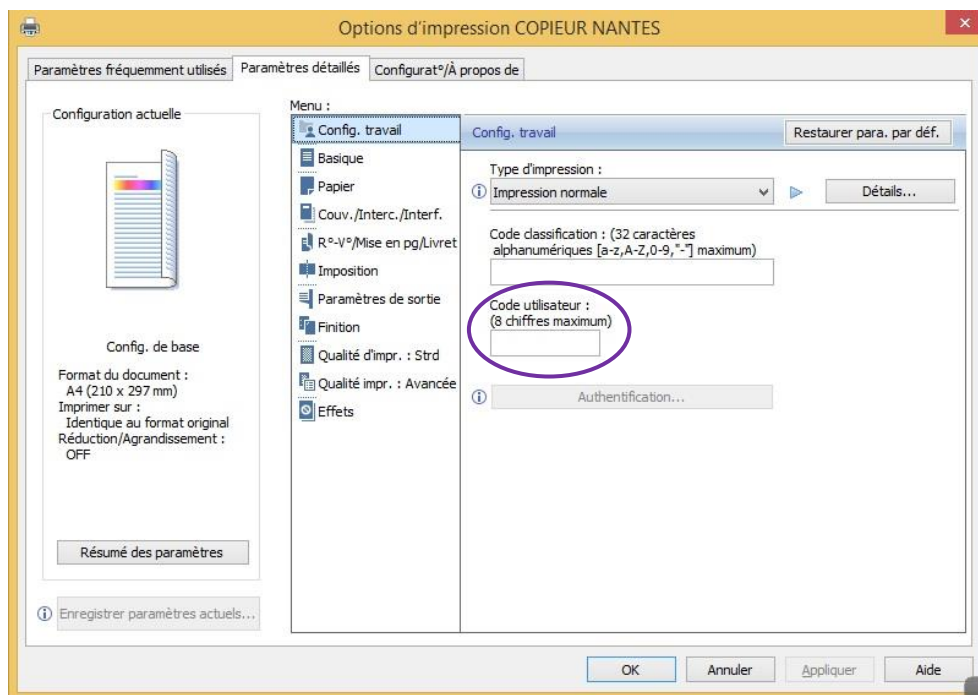 Options d'impression COPIEUR NANTES
Paramètres fréquemment utilisés
Paramètres détaillés
Configurat°/À propos de
Configuration actuelle
Config. de base
Format du document :
A4 (210 x 297 mm)
Imprimer sur :
Identique au format original
Réduction/Agrandissement :
OFF
Résumé des paramètres
Enregistrer paramètres actuels...
Menu :
Config. travail
Basique
Papier
Couv./Interc./Interf.
R°-V°/Mise en pg/Livret
Imposition
Paramètres de sortie
Finition
Qualité d'impr. : Strd
Qualité impr. : Avancée
Effets
Config. travail
Restaurer para. par déf.
Type d'impression :
Impression normale
Détails...
Code classification : (32 caractères
alphanumériques [a-z,A-Z,0-9,"-"] maximum)
Code utilisateur :
(8 chiffres maximum)
Authentification...
OK
Annuler
Appliquer
Aide